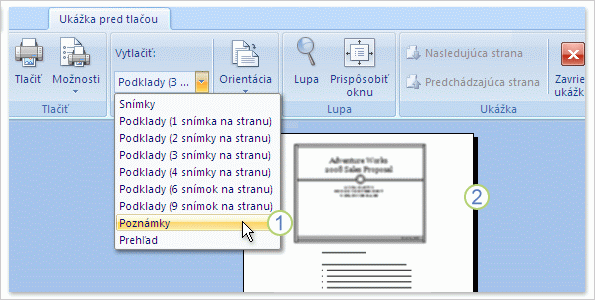 Ukážka pred tlačou
Tlačiť
Možnosti
Tlačiť
Vytlačiť:
Podklady (3 ...
Orientácia
Snímky
Podklady (1 snímka na stranu)
Podklady (2 snímky na stranu)
Podklady (3 snímky na stranu)
Podklady (4 snímky na stranu)
Podklady (6 snímok na stranu)
Podklady (9 snímok na stranu)
Poznámky
Prehľad
1
Lupa
Prispôsobiť
oknu
Lupa
Nasledujúca strana
Predchádzajúca strana
Zavrie
ukážk
Ukážka
Adventure Works
2008 Sales Proposal
2